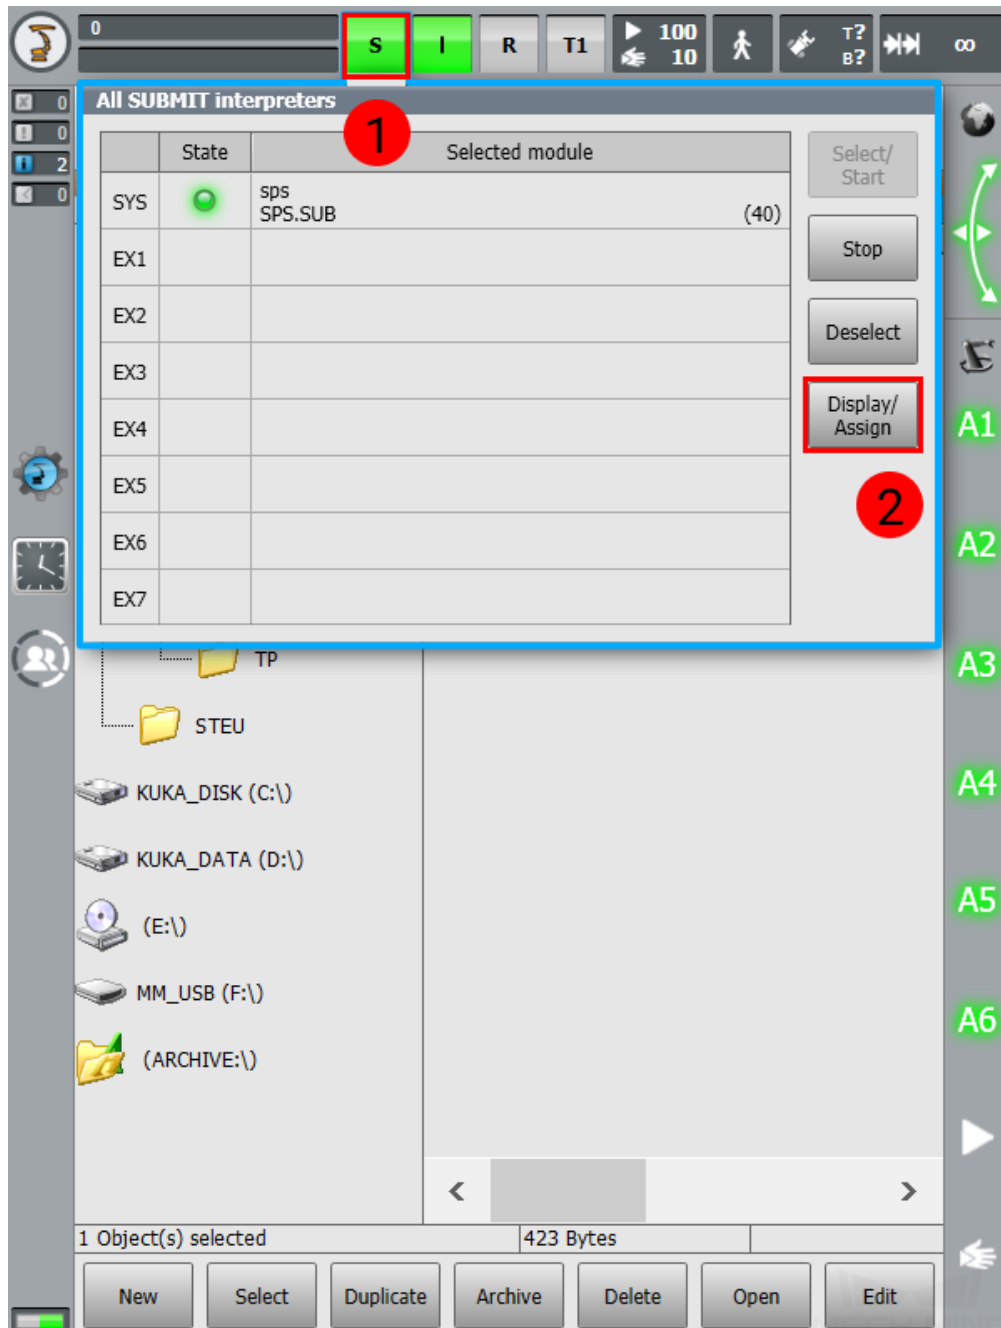 0
S
I
R
T1
100
10
T?
B?
∞
0
0
2
0
All SUBMIT interpreters
1
State
Selected module
SYS
sps
SPS.SUB
(40)
EX1
EX2
EX3
EX4
EX5
EX6
EX7
Select/
Start
Stop
Deselect
Display/
Assign
2
A1
A2
A3
A4
A5
A6
TP
STEU
KUKA_DISK (C:\)
KUKA_DATA (D:\)
(E:\)
MM_USB (F:\)
(ARCHIVE:\)
1 Object(s) selected
423 Bytes
New
Select
Duplicate
Archive
Delete
Open
Edit